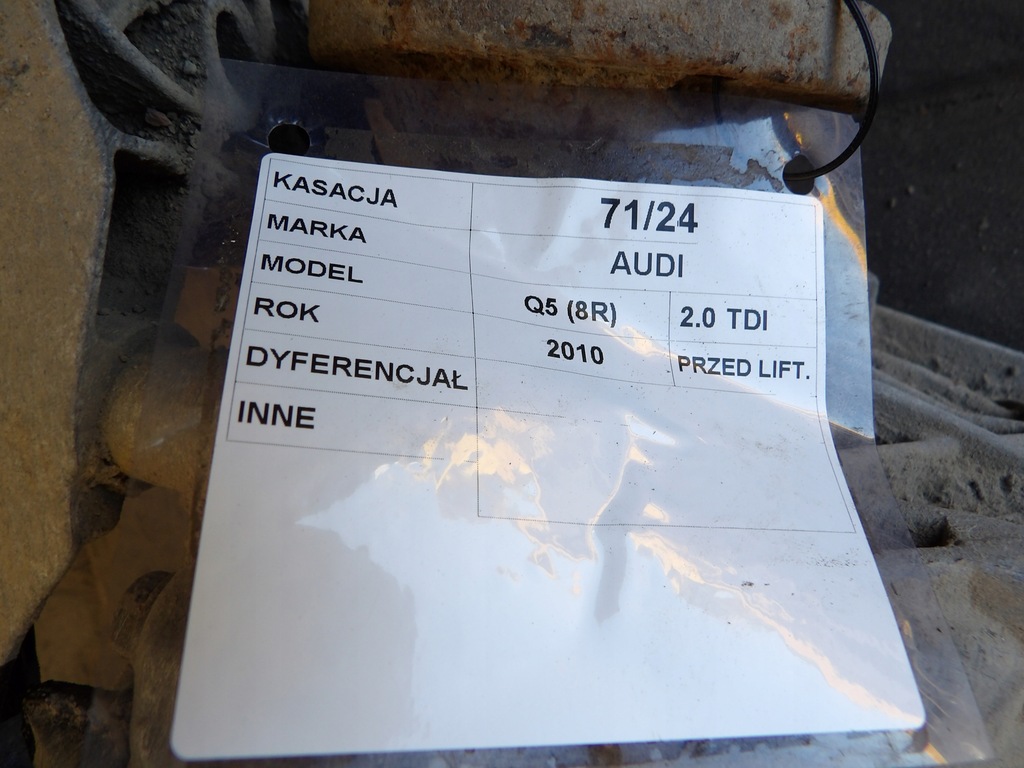 KASACJA 71/24
MARKA AUDI
MODEL Q5 (8R) 2.0 TDI
ROK 2010 PRZED LIFT.
DYFERENCJAŁ
INNE